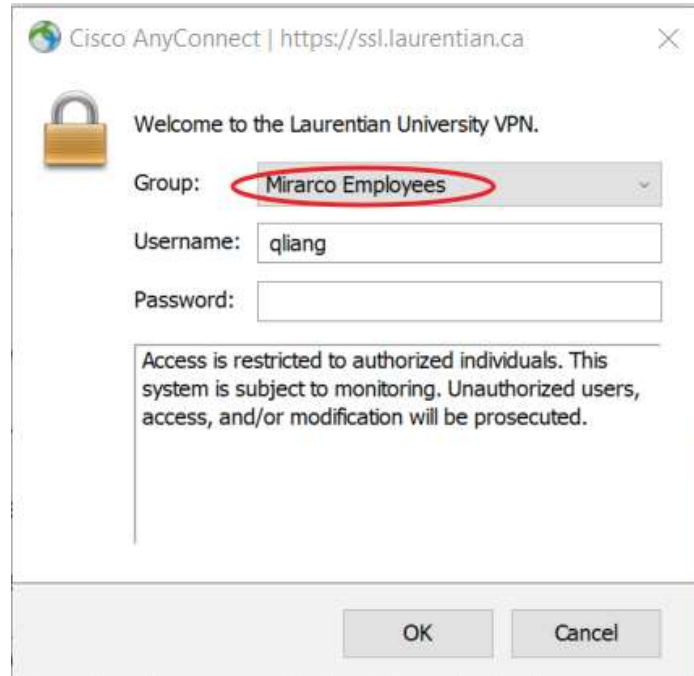 Cisco AnyConnect | https://ssl.laurentian.ca
Welcome to the Laurentian University VPN.
Group: Mirarco Employees
Username: qliang
Password:
Access is restricted to authorized individuals. This
system is subject to monitoring. Unauthorized users,
access, and/or modification will be prosecuted.
OK Cancel